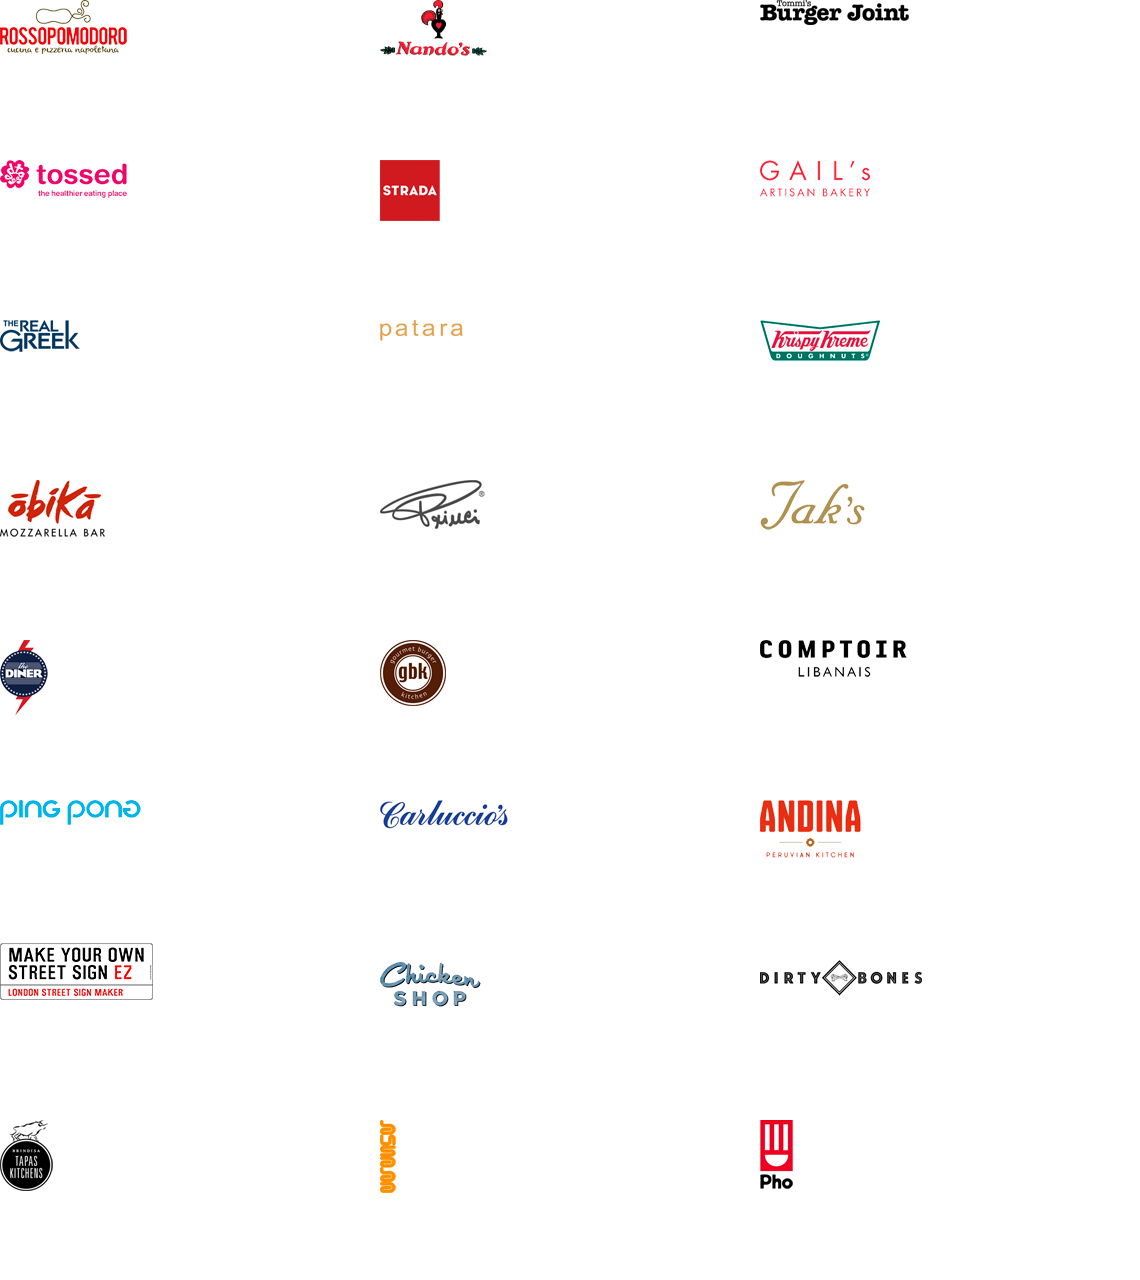 ROSSOPOMODORO
cucina e pizzeria napoletana
Nando's
Tommi's
Burger Joint
tossed
the healthier eating place
STRADA
GAIL's
ARTISAN BAKERY
THE REAL
GREEK
patara
Krispy Kreme
DOUGHNUTS
ōbikā
MOZZARELLA BAR
Princi®
Jak's
the
DINER
gourmet burger
gbk
kitchen
COMPTOIR
LIBANAIS
ping pong
Carluccio's
ANDINA
PERUVIAN KITCHEN
MAKE YOUR OWN
STREET SIGN EZ
LONDON STREET SIGN MAKER
Chicken
SHOP
DIRTY BONES
BRINDISA
TAPAS
KITCHENS
Pho